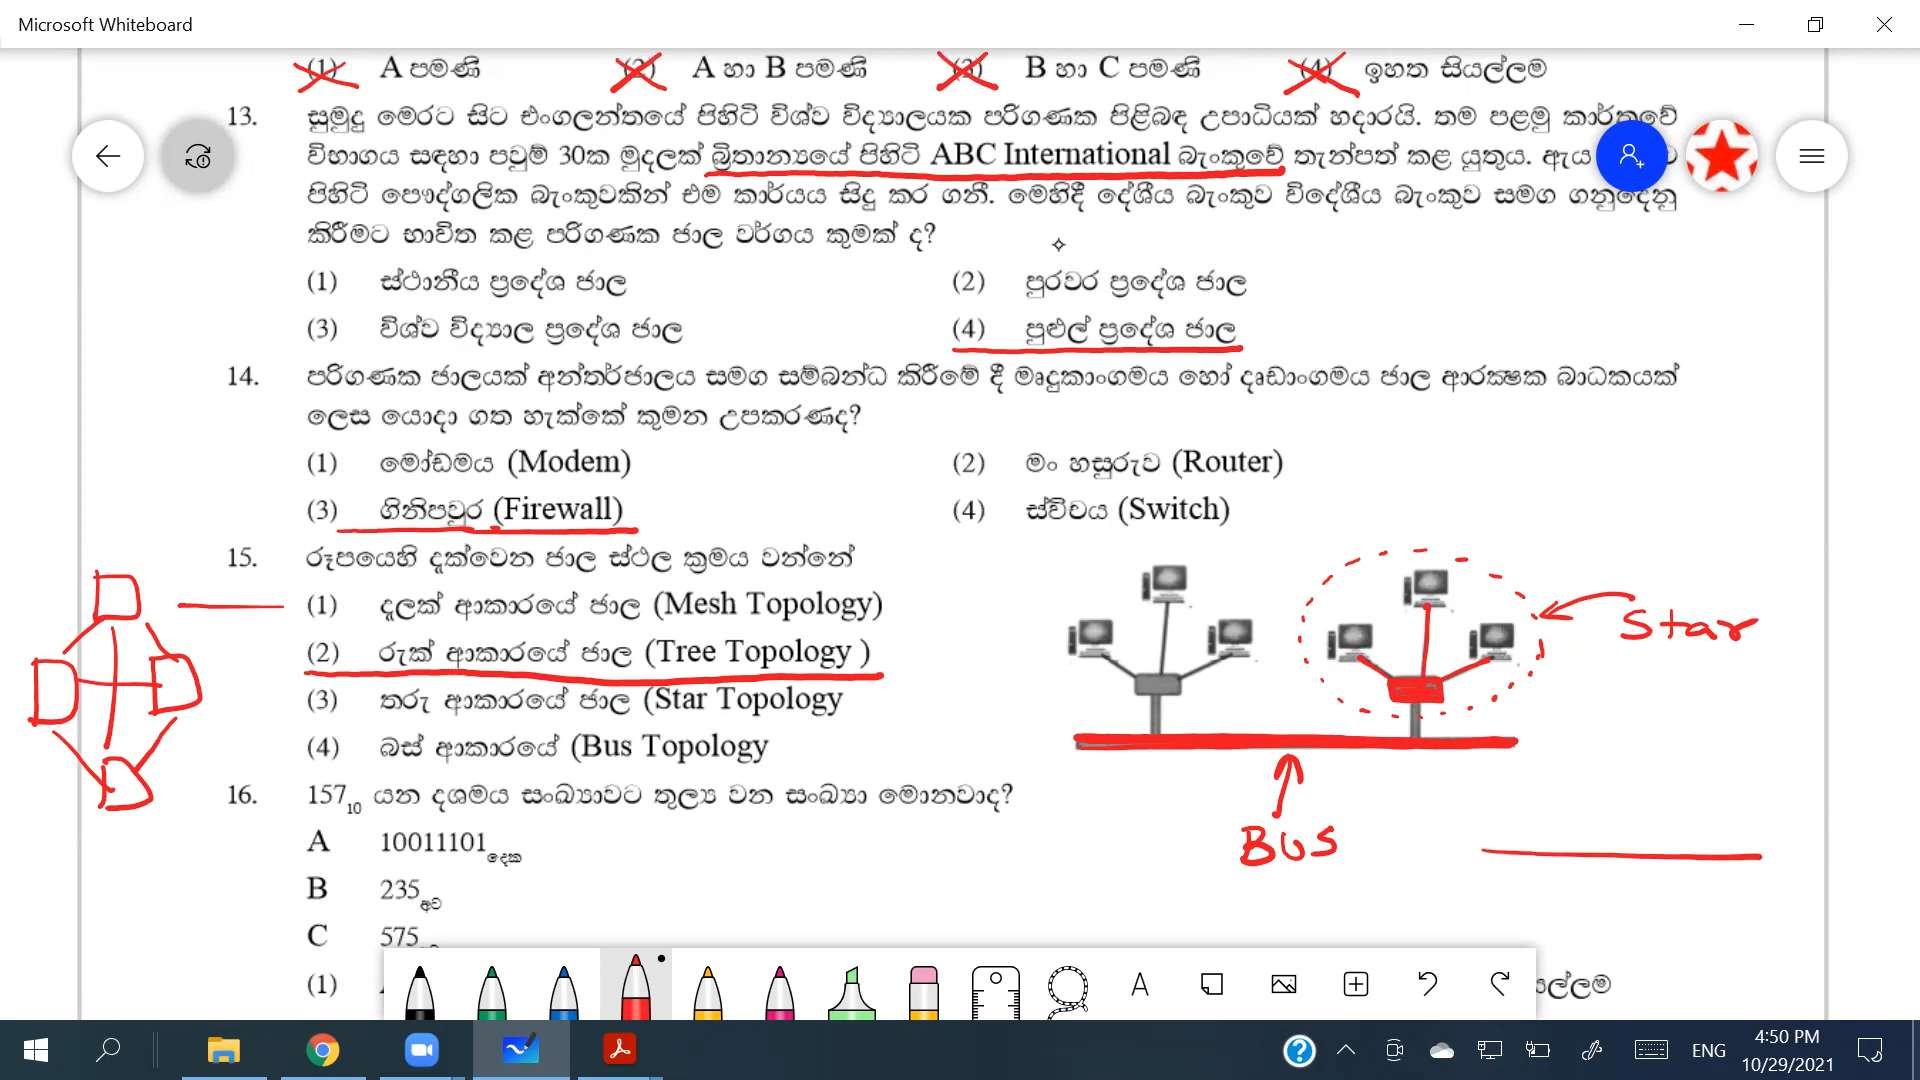 Microsoft Whiteboard
(1) A පමණි (2) A හා B පමණි (3) B හා C පමණි (4) ඉහත සියල්ලම
13. සුමුදු මෙරට සිට එංගලන්තයේ පිහිටි විශ්ව විද්‍යාලයක පරිගණක පිළිබඳ උපාධියක් හදාරයි. තම පළමු කාර්තුවේ
විභාගය සඳහා පවුම් 30ක මුදලක් බ්‍රිතාන්‍යයේ පිහිටි ABC International බැංකුවේ තැන්පත් කළ යුතුය. ඇය
පිහිටි පෞද්ගලික බැංකුවකින් එම කාර්යය සිදු කර ගනී. මෙහිදී දේශීය බැංකුව විදේශීය බැංකුව සමග ගනුදෙනු
කිරීමට භාවිත කළ පරිගණක ජාල වර්ගය කුමක් ද?
(1) ස්ථානීය ප්‍රදේශ ජාල (2) පුරවර ප්‍රදේශ ජාල
(3) විශ්ව විද්‍යාල ප්‍රදේශ ජාල (4) පුළුල් ප්‍රදේශ ජාල
14. පරිගණක ජාලයක් අන්තර්ජාලය සමග සම්බන්ධ කිරීමේ දී මෘදුකාංගමය හෝ දෘඩාංගමය ජාල ආරක්‍ෂක බාධකයක්
ලෙස යොදා ගත හැක්කේ කුමන උපකරණද?
(1) මෝඩමය (Modem) (2) මං හසුරුව (Router)
(3) ගිනිපවුර (Firewall) (4) ස්විචය (Switch)
15. රූපයෙහි දැක්වෙන ජාල ස්ථල ක්‍රමය වන්නේ
(1) දැලක් ආකාරයේ ජාල (Mesh Topology)
(2) රුක් ආකාරයේ ජාල (Tree Topology )
(3) තරු ආකාරයේ ජාල (Star Topology
(4) බස් ආකාරයේ (Bus Topology
Star
BUS
16. 157₁₀ යන දශමය සංඛ්‍යාවට තුල්‍ය වන සංඛ්‍යා මොනවාද?
A 10011101 දෙක
B 235 අට
C 575
(1)
ENG
4:50 PM
10/29/2021